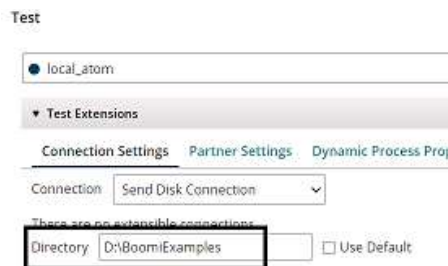 Test
local_atom
▼ Test Extensions
Connection Settings Partner Settings Dynamic Process Prop
Connection Send Disk Connection
There are no extensible connections
Directory D:\BoomiExamples Use Default